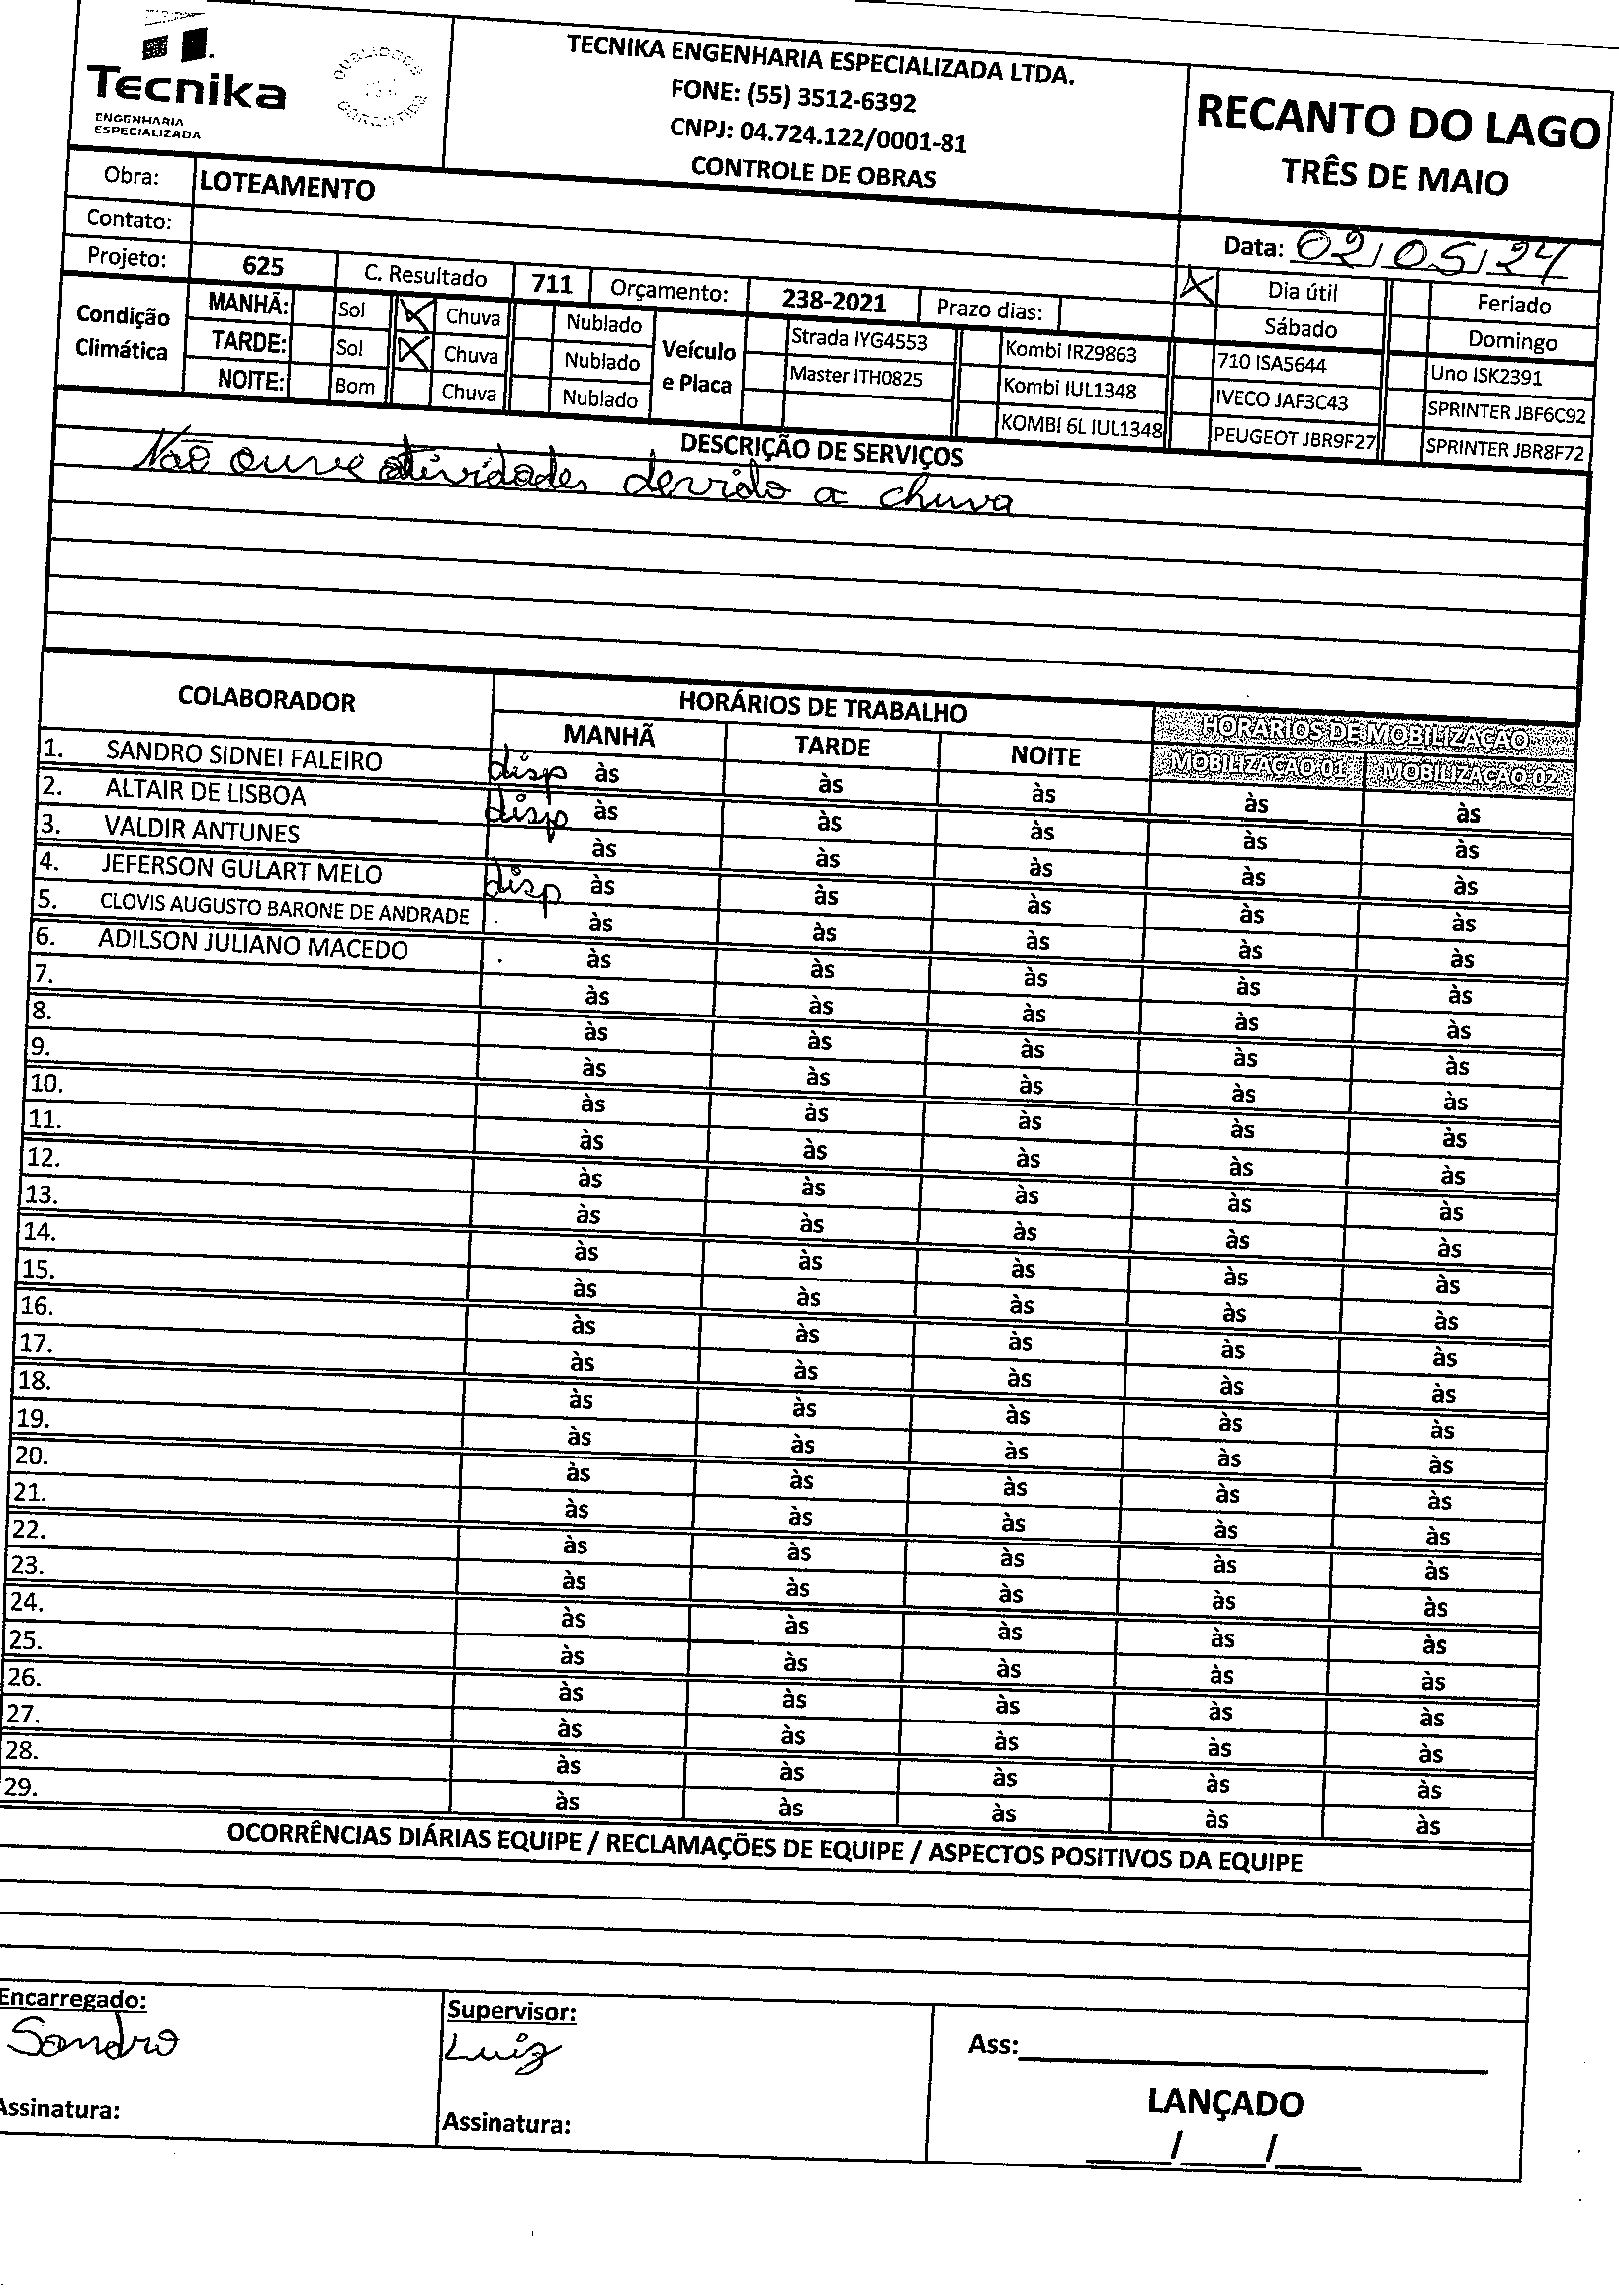 Tecnika
ENGENHARIA
ESPECIALIZADA
TECNIKA ENGENHARIA ESPECIALIZADA LTDA.
FONE: (55) 3512-6392
CNPJ: 04.724.122/0001-81
CONTROLE DE OBRAS
RECANTO DO LAGO
TRÊS DE MAIO
Obra: LOTEAMENTO
Contato:
Data: 02/05/24
Projeto: 625 C. Resultado 711 Orçamento: 238-2021 Prazo dias:
X Dia útil Feriado
Sábado Domingo
Condição Climática
MANHÃ: Sol X Chuva Nublado
TARDE: Sol X Chuva Nublado
NOITE: Bom Chuva Nublado
Veículo e Placa
Strada IYG4553 Kombi IRZ9863 710 ISA5644 Uno ISK2391
Master ITH0825 Kombi IUL1348 IVECO JAF3C43 SPRINTER JBF6C92
KOMBI 6L IUL1348 PEUGEOT JBR9F27 SPRINTER JBR8F72
DESCRIÇÃO DE SERVIÇOS
Não ouve atividades devido a chuva
COLABORADOR HORÁRIOS DE TRABALHO HORÁRIOS DE MOBILIZAÇÃO
MANHÃ TARDE NOITE MOBILIZAÇÃO 01 MOBILIZAÇÃO 02
1. SANDRO SIDNEI FALEIRO disp às às às às às
2. ALTAIR DE LISBOA disp às às às às às
3. VALDIR ANTUNES às às às às às
4. JEFERSON GULART MELO disp às às às às às
5. CLOVIS AUGUSTO BARONE DE ANDRADE às às às às às
6. ADILSON JULIANO MACEDO às às às às às
7. às às às às às
8. às às às às às
9. às às às às às
10. às às às às às
11. às às às às às
12. às às às às às
13. às às às às às
14. às às às às às
15. às às às às às
16. às às às às às
17. às às às às às
18. às às às às às
19. às às às às às
20. às às às às às
21. às às às às às
22. às às às às às
23. às às às às às
24. às às às às às
25. às às às às às
26. às às às às às
27. às às às às às
28. às às às às às
29. às às às às às
OCORRÊNCIAS DIÁRIAS EQUIPE / RECLAMAÇÕES DE EQUIPE / ASPECTOS POSITIVOS DA EQUIPE
Encarregado:
Sandro
Assinatura:
Supervisor:
Luiz
Assinatura:
Ass:
LANÇADO
/ /